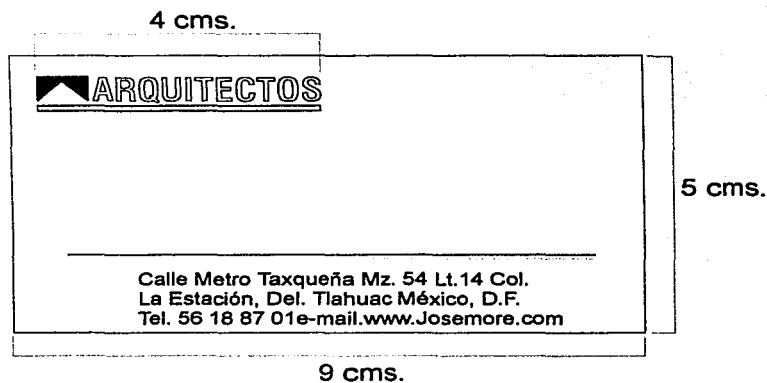 4 cms.
ARQUITECTOS
5 cms.
Calle Metro Taxqueña Mz. 54 Lt.14 Col.
La Estación, Del. Tlahuac México, D.F.
Tel. 56 18 87 01e-mail.www.Josemore.com
9 cms.